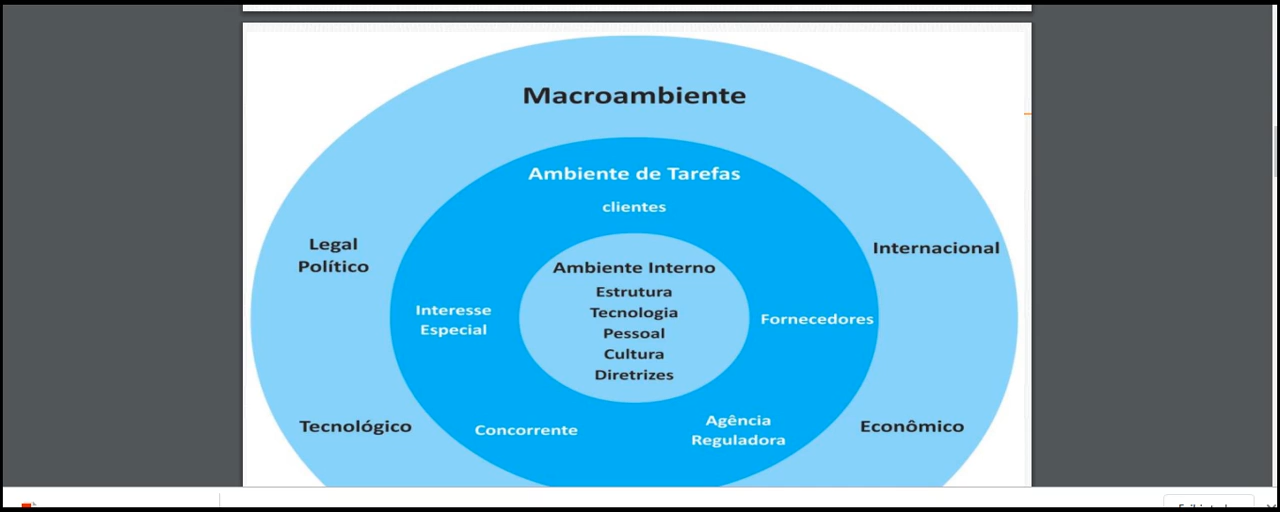 Macroambiente
Ambiente de Tarefas
clientes
Legal
Político
Internacional
Ambiente Interno
Estrutura
Tecnologia
Pessoal
Cultura
Diretrizes
Interesse
Especial
Fornecedores
Tecnológico
Concorrente
Agência
Reguladora
Econômico